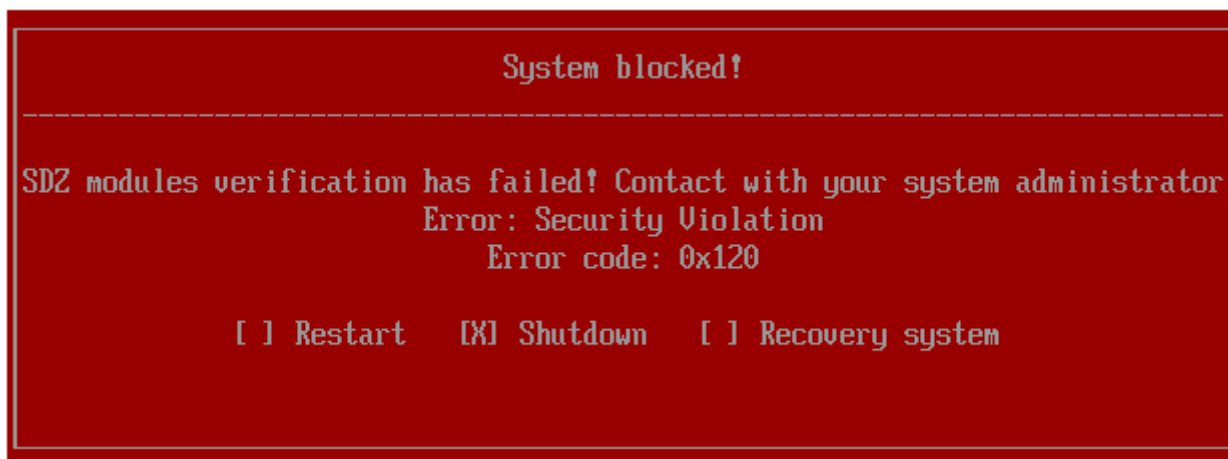 System blocked!
SDZ modules verification has failed! Contact with your system administrator
Error: Security Violation
Error code: 0x120
[ ] Restart [X] Shutdown [ ] Recovery system